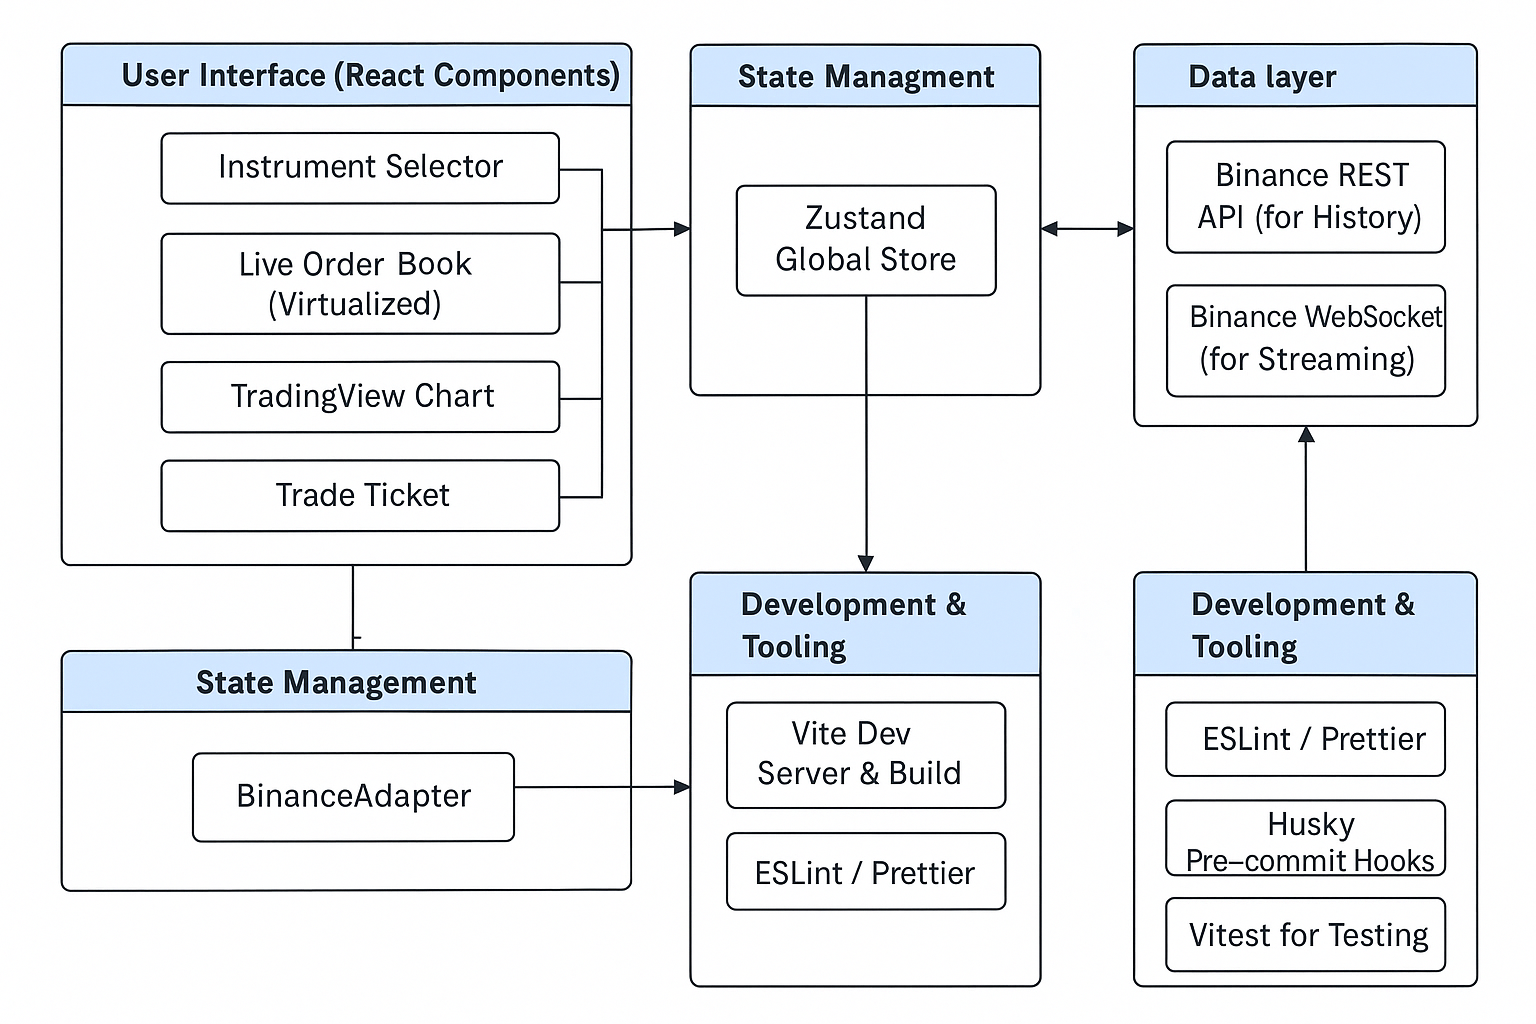 User Interface (React Components)
Instrument Selector
Live Order Book
(Virtualized)
TradingView Chart
Trade Ticket
State Managment
Zustand
Global Store
Data layer
Binance REST
API (for History)
Binance WebSocket
(for Streaming)
State Management
BinanceAdapter
Development &
Tooling
Vite Dev
Server & Build
ESLint / Prettier
Development &
Tooling
ESLint / Prettier
Husky
Pre–commit Hooks
Vitest for Testing